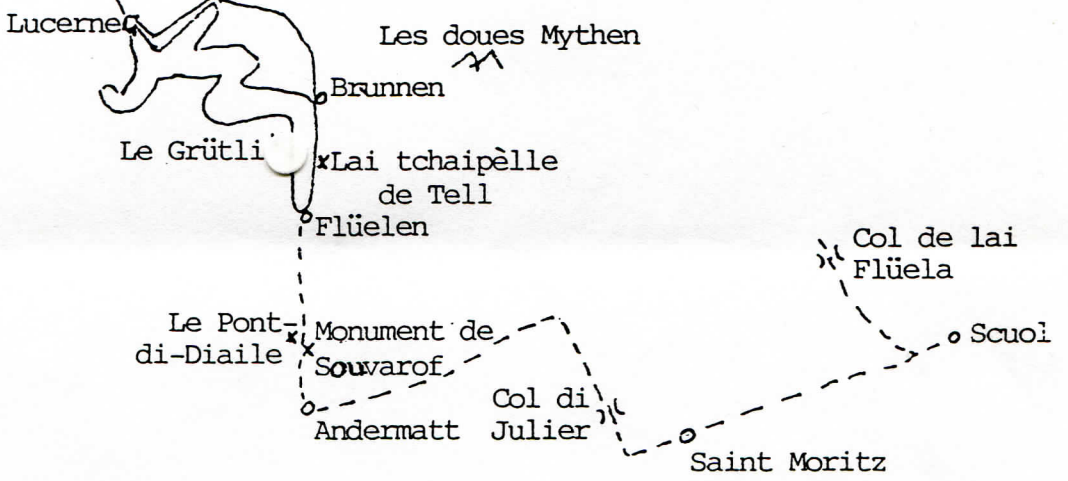 Lucerne
Les doues Mythen
Brunnen
Le Grütli
Lai tchaipèlle
de Tell
Flüelen
Col de lai
Flüela
Le Pont-
di-Diaile
Monument de
Souvarof
Scuol
Col di
Julier
Andermatt
Saint Moritz